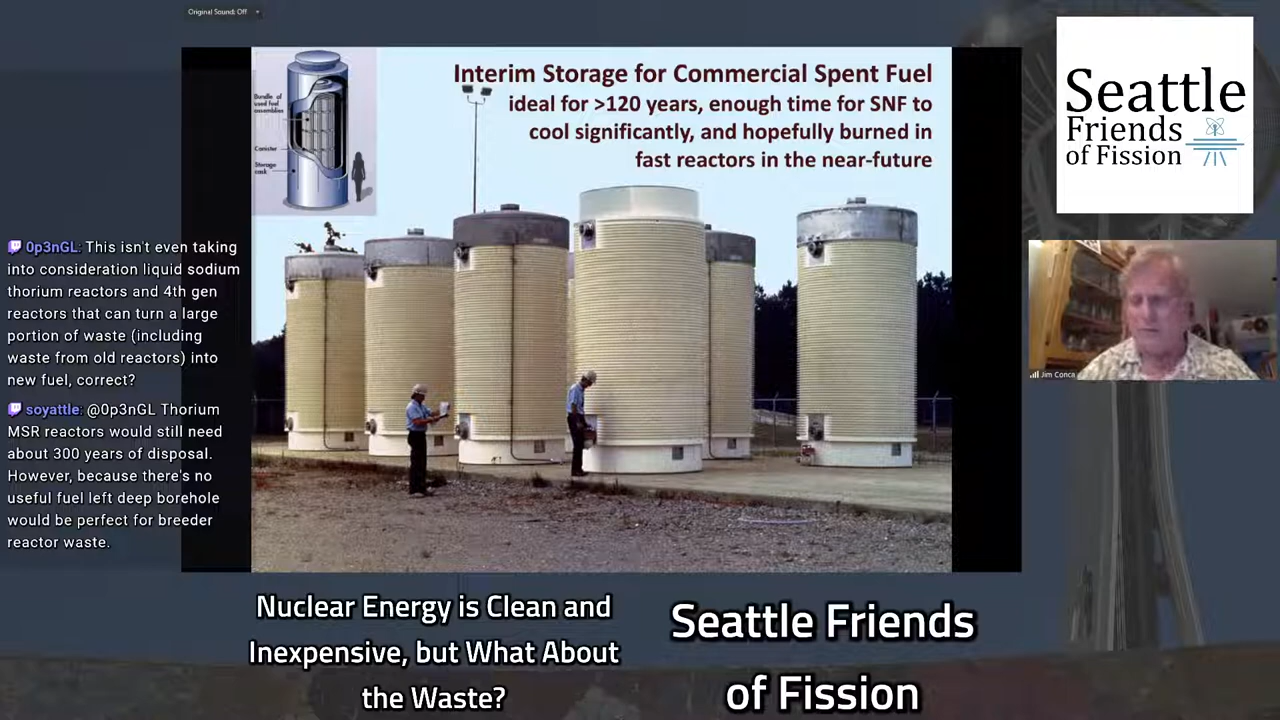 Original Sound: Off
Interim Storage for Commercial Spent Fuel
ideal for >120 years, enough time for SNF to
cool significantly, and hopefully burned in
fast reactors in the near-future
Bundle of
used fuel
assemblies
Canister
Storage
cask
Seattle
Friends
of Fission
0p3nGL: This isn't even taking
into consideration liquid sodium
thorium reactors and 4th gen
reactors that can turn a large
portion of waste (including
waste from old reactors) into
new fuel, correct?
soyattle: @0p3nGL Thorium
MSR reactors would still need
about 300 years of disposal.
However, because there's no
useful fuel left deep borehole
would be perfect for breeder
reactor waste.
Jim Conca
Nuclear Energy is Clean and
Inexpensive, but What About
the Waste?
Seattle Friends
of Fission